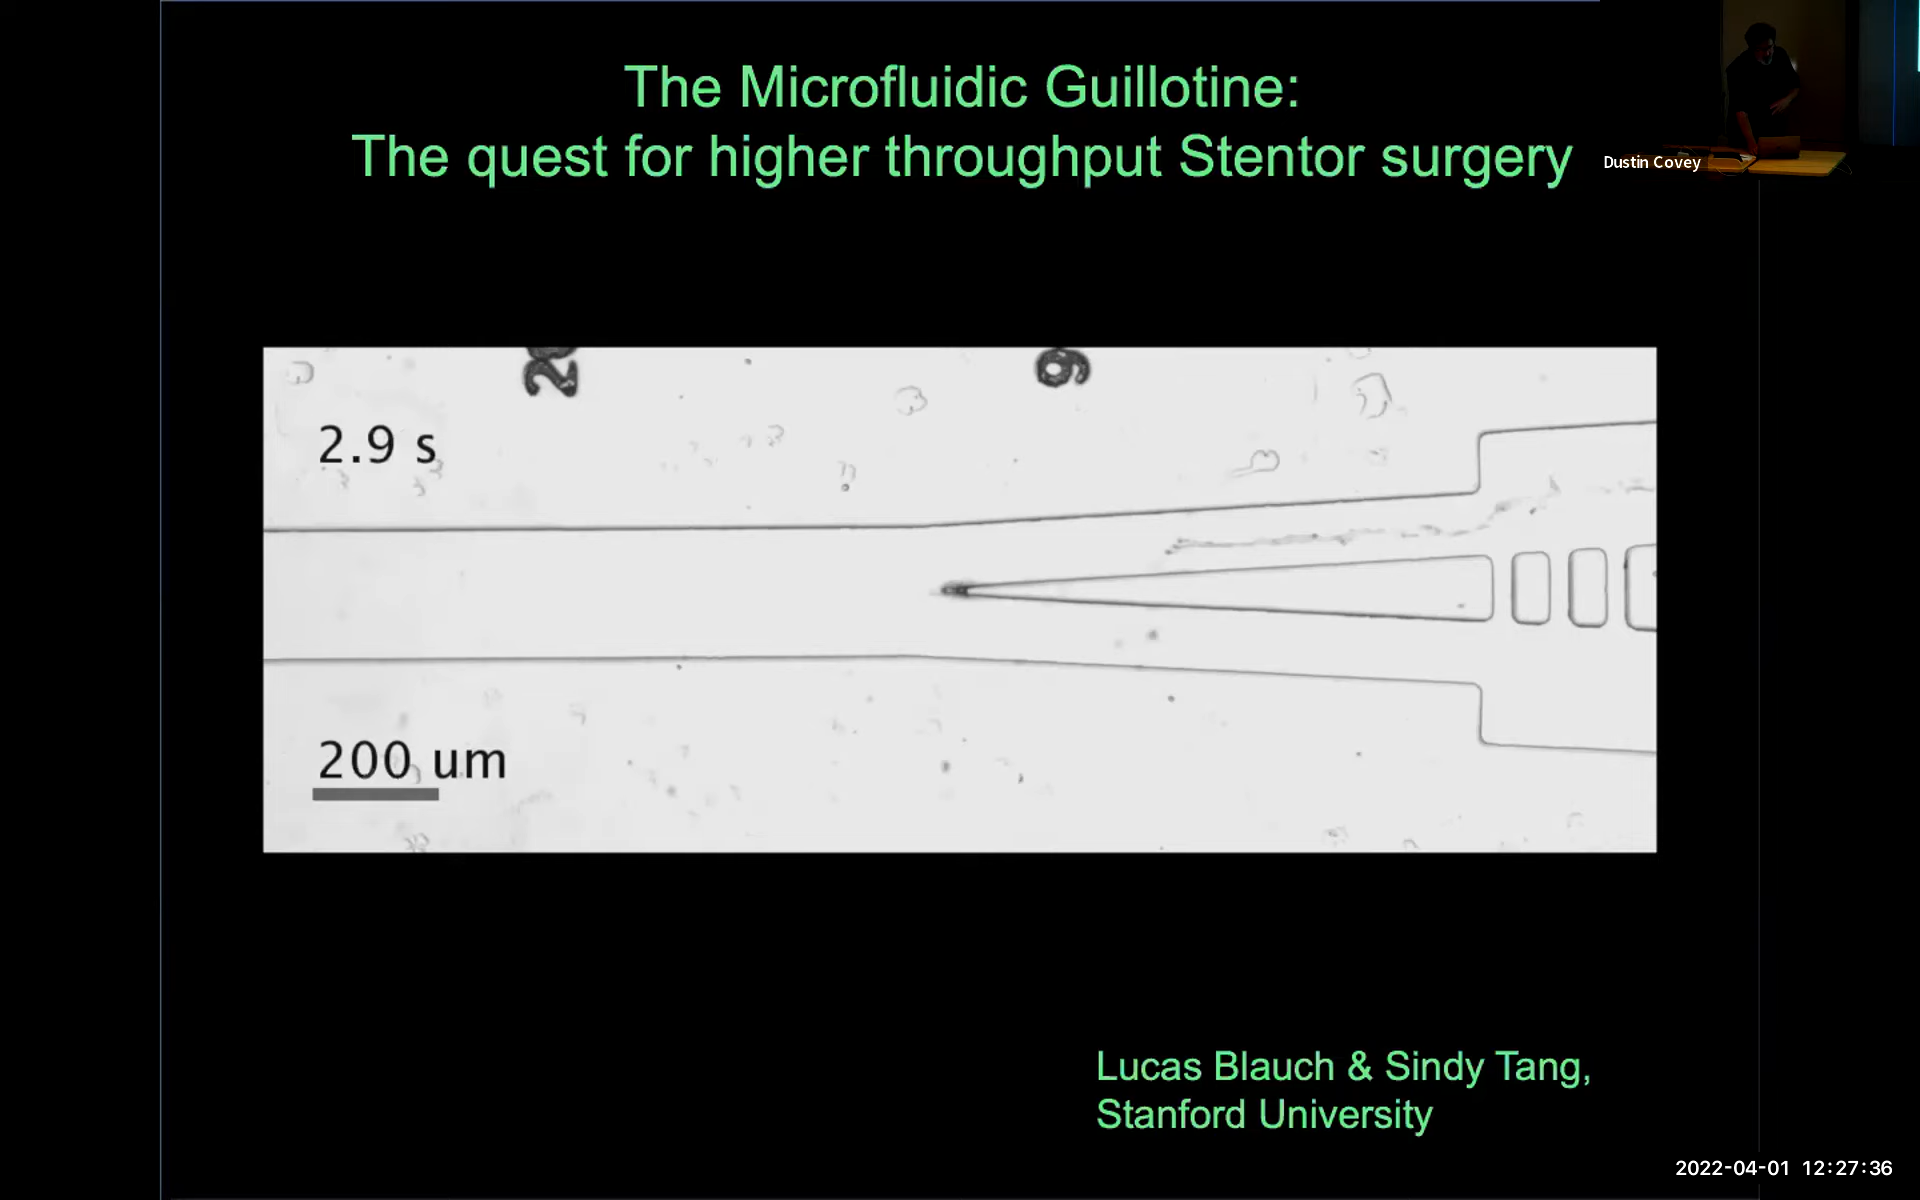 The Microfluidic Guillotine:
The quest for higher throughput Stentor surgery
Dustin Covey
9
2.9 s
200 um
Lucas Blauch & Sindy Tang,
Stanford University
2022-04-01 12:27:36